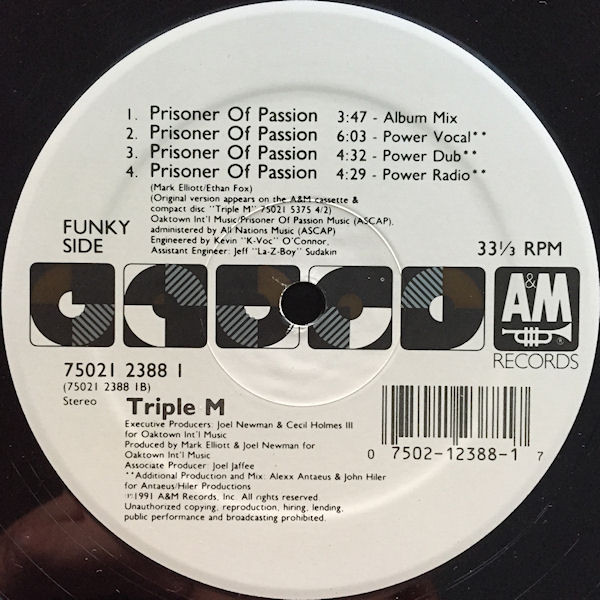 1. Prisoner Of Passion 3:47 - Album Mix
2. Prisoner Of Passion 6:03 - Power Vocal**
3. Prisoner Of Passion 4:32 - Power Dub**
4. Prisoner Of Passion 4:29 - Power Radio**
(Mark Elliott/Ethan Fox)
(Original version appears on the A&M cassette &
compact disc "Triple M" 75021 5375 4/2)
Oaktown Int'l Music/Prisoner Of Passion Music (ASCAP),
administered by All Nations Music (ASCAP)
Engineered by Kevin "K-Voc" O'Connor,
Assistant Engineer: Jeff "La-Z-Boy" Sudakin
FUNKY
SIDE
33⅓ RPM
A&M
®
RECORDS
75021 2388 1
(75021 2388 1B)
Stereo
Triple M
Executive Producers: Joel Newman & Cecil Holmes III
for Oaktown Int'l Music
Produced by Mark Elliott & Joel Newman for
Oaktown Int'l Music
Associate Producer: Joel Jaffee
**Additional Production and Mix: Alexx Antaeus & John Hiler
for Antaeus/Hiler Productions
℗1991 A&M Records, Inc. All rights reserved.
Unauthorized copying, reproduction, hiring, lending,
public performance and broadcasting prohibited.
0 7502-12388-1 7